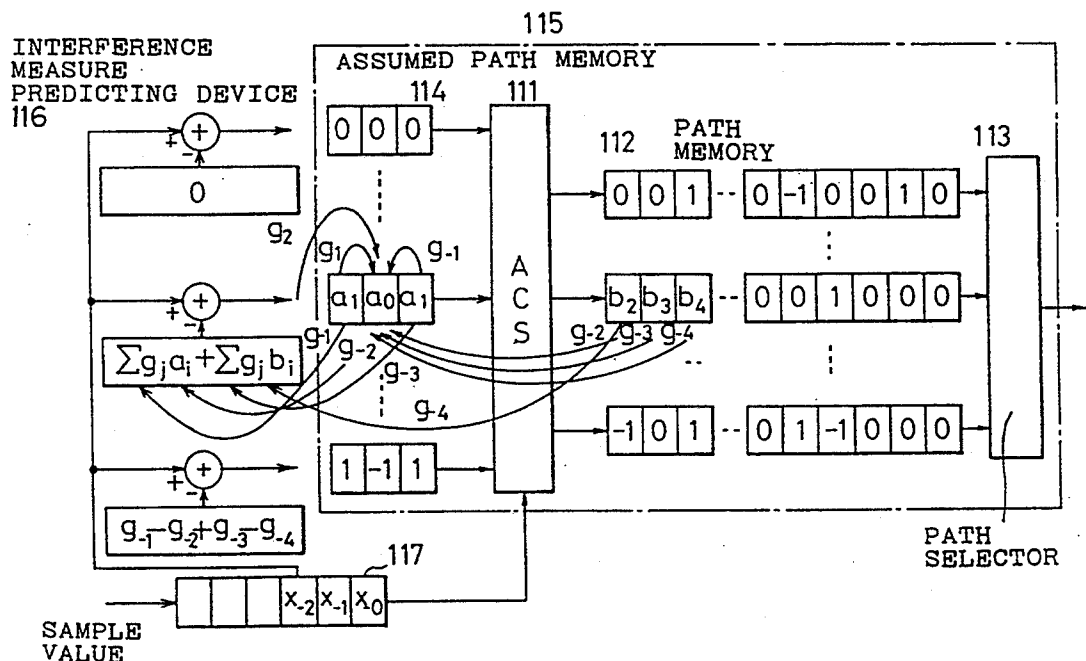 115
INTERFERENCE
MEASURE
PREDICTING DEVICE
116
ASSUMED PATH MEMORY
114
111
0 0 0
112
PATH
MEMORY
113
+
+
-
0
0 0 1 -- 0 -1 0 0 1 0
g2
g1
g-1
A
C
S
+
+
-
a1 a0 a1
b2 b3 b4 -- 0 0 1 0 0 0
g-1
g-2
g-2 g-3 g-4
∑gjai+∑gjbi
g-3
g-4
+
+
-
1 -1 1
-1 0 1 -- 0 1 -1 0 0 0
g-1-g-2+g-3-g-4
117
X-2 X-1 X0
PATH
SELECTOR
SAMPLE
VALUE